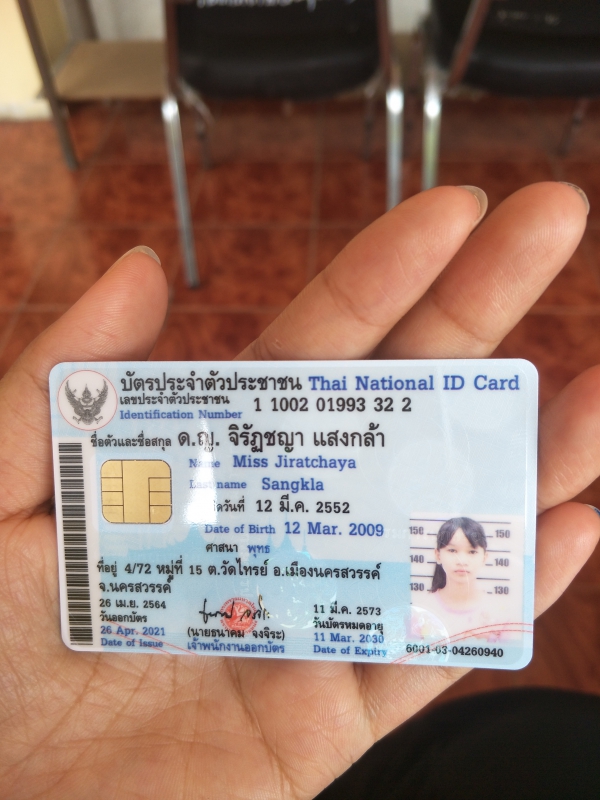 บัตรประจำตัวประชาชน Thai National ID Card
เลขประจำตัวประชาชน
Identification Number 1 1002 01993 32 2
ชื่อตัวและชื่อสกุล ด.ญ. จิรัฏชญา แสงกล้า
Name Miss Jiratchaya
Last name Sangkla
เกิดวันที่ 12 มี.ค. 2552
Date of Birth 12 Mar. 2009
ศาสนา พุทธ
ที่อยู่ 4/72 หมู่ที่ 15 ต.วัดไทรย์ อ.เมืองนครสวรรค์
จ.นครสวรรค์
26 เม.ย. 2564
วันออกบัตร
26 Apr. 2021
Date of Issue
(นายธนาคม จงจิระ)
เจ้าพนักงานออกบัตร
11 มี.ค. 2573
วันบัตรหมดอายุ
11 Mar. 2030
Date of Expiry
150 150
140 140
130 130
6001-03-04260940